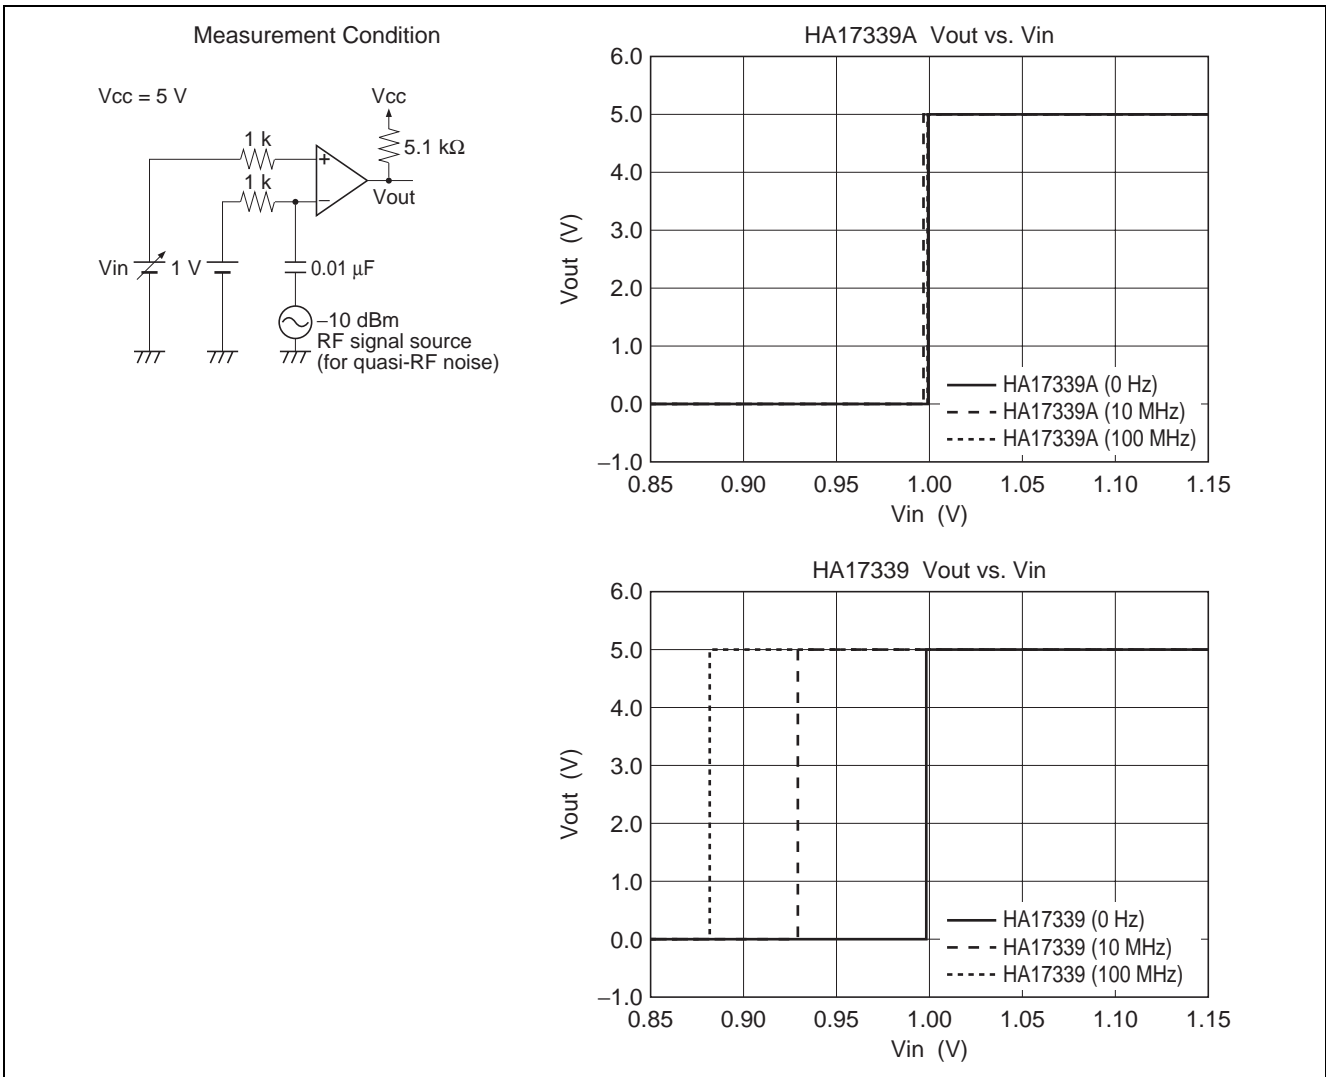 Measurement Condition
Vcc = 5 V
Vcc
1 k
5.1 kΩ
+
1 k
−
Vout
Vin
1 V
0.01 μF
−10 dBm
RF signal source
(for quasi-RF noise)
HA17339A Vout vs. Vin
6.0
5.0
4.0
3.0
2.0
1.0
0.0
−1.0
Vout (V)
HA17339A (0 Hz)
HA17339A (10 MHz)
HA17339A (100 MHz)
0.85 0.90 0.95 1.00 1.05 1.10 1.15
Vin (V)
HA17339 Vout vs. Vin
6.0
5.0
4.0
3.0
2.0
1.0
0.0
−1.0
Vout (V)
HA17339 (0 Hz)
HA17339 (10 MHz)
HA17339 (100 MHz)
0.85 0.90 0.95 1.00 1.05 1.10 1.15
Vin (V)